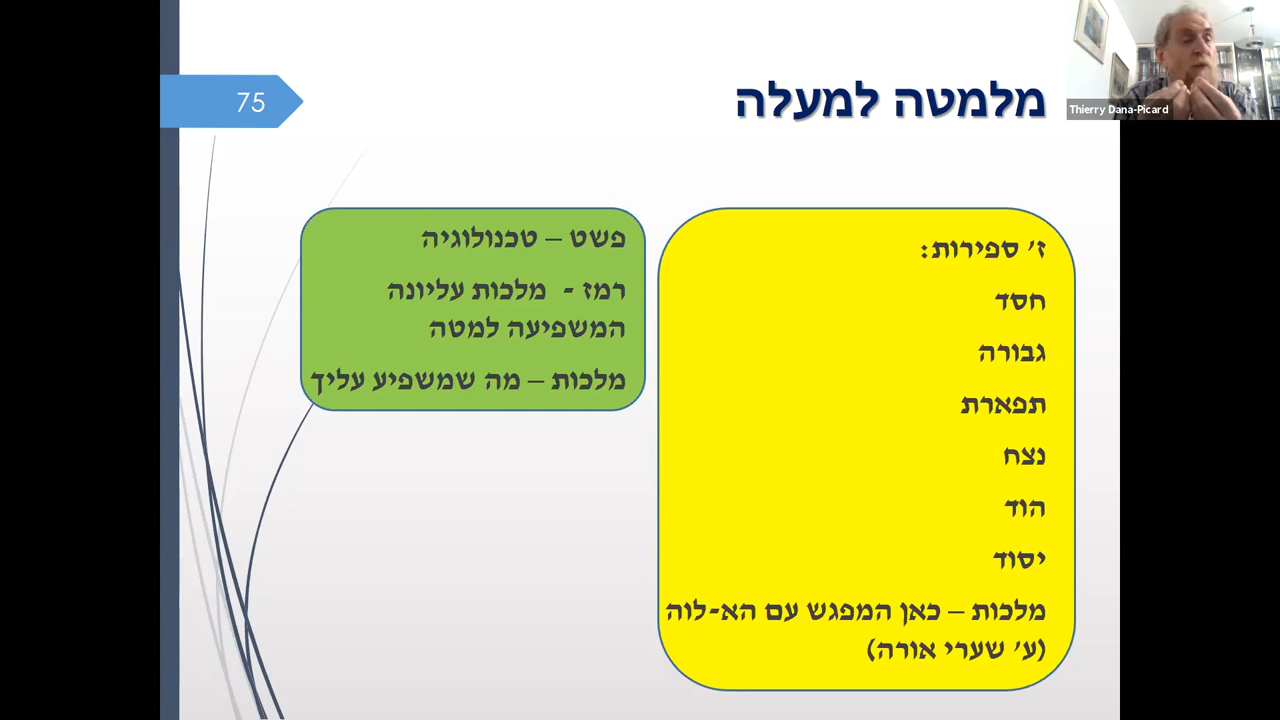 75
מלמטה למעלה
Thierry Dana-Picard
ז' ספירות:
חסד
גבורה
תפארת
נצח
הוד
יסוד
מלכות – כאן המפגש עם הא-לוה
(ע' שערי אורה)
פשט – טכנולוגיה
רמז - מלכות עליונה
המשפיעה למטה
מלכות – מה שמשפיע עליך